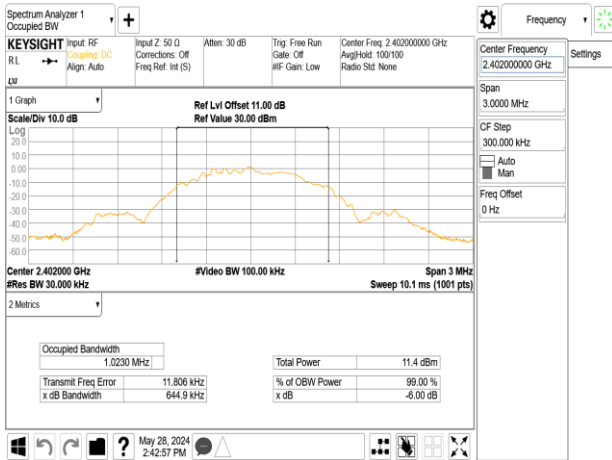 Spectrum Analyzer 1
Occupied BW
Frequency
KEYSIGHT
RL
LXI
Input: RF
Coupling: DC
Align: Auto
Input Z: 50 Ω
Corrections: Off
Freq Ref: Int (S)
Atten: 30 dB
Trig: Free Run
Gate: Off
#IF Gain: Low
Center Freq: 2.402000000 GHz
Avg|Hold: 100/100
Radio Std: None
Center Frequency
2.402000000 GHz
Settings
Span
3.0000 MHz
CF Step
300.000 kHz
Auto
Man
Freq Offset
0 Hz
1 Graph
Scale/Div 10.0 dB
Ref Lvl Offset 11.00 dB
Ref Value 30.00 dBm
Log
20.0
10.0
0.00
-10.0
-20.0
-30.0
-40.0
-50.0
-60.0
Center 2.402000 GHz
#Res BW 30.000 kHz
#Video BW 100.00 kHz
Span 3 MHz
Sweep 10.1 ms (1001 pts)
2 Metrics
Occupied Bandwidth
1.0230 MHz
Total Power 11.4 dBm
Transmit Freq Error 11.806 kHz
% of OBW Power 99.00 %
x dB Bandwidth 644.9 kHz
x dB -6.00 dB
May 28, 2024
2:42:57 PM